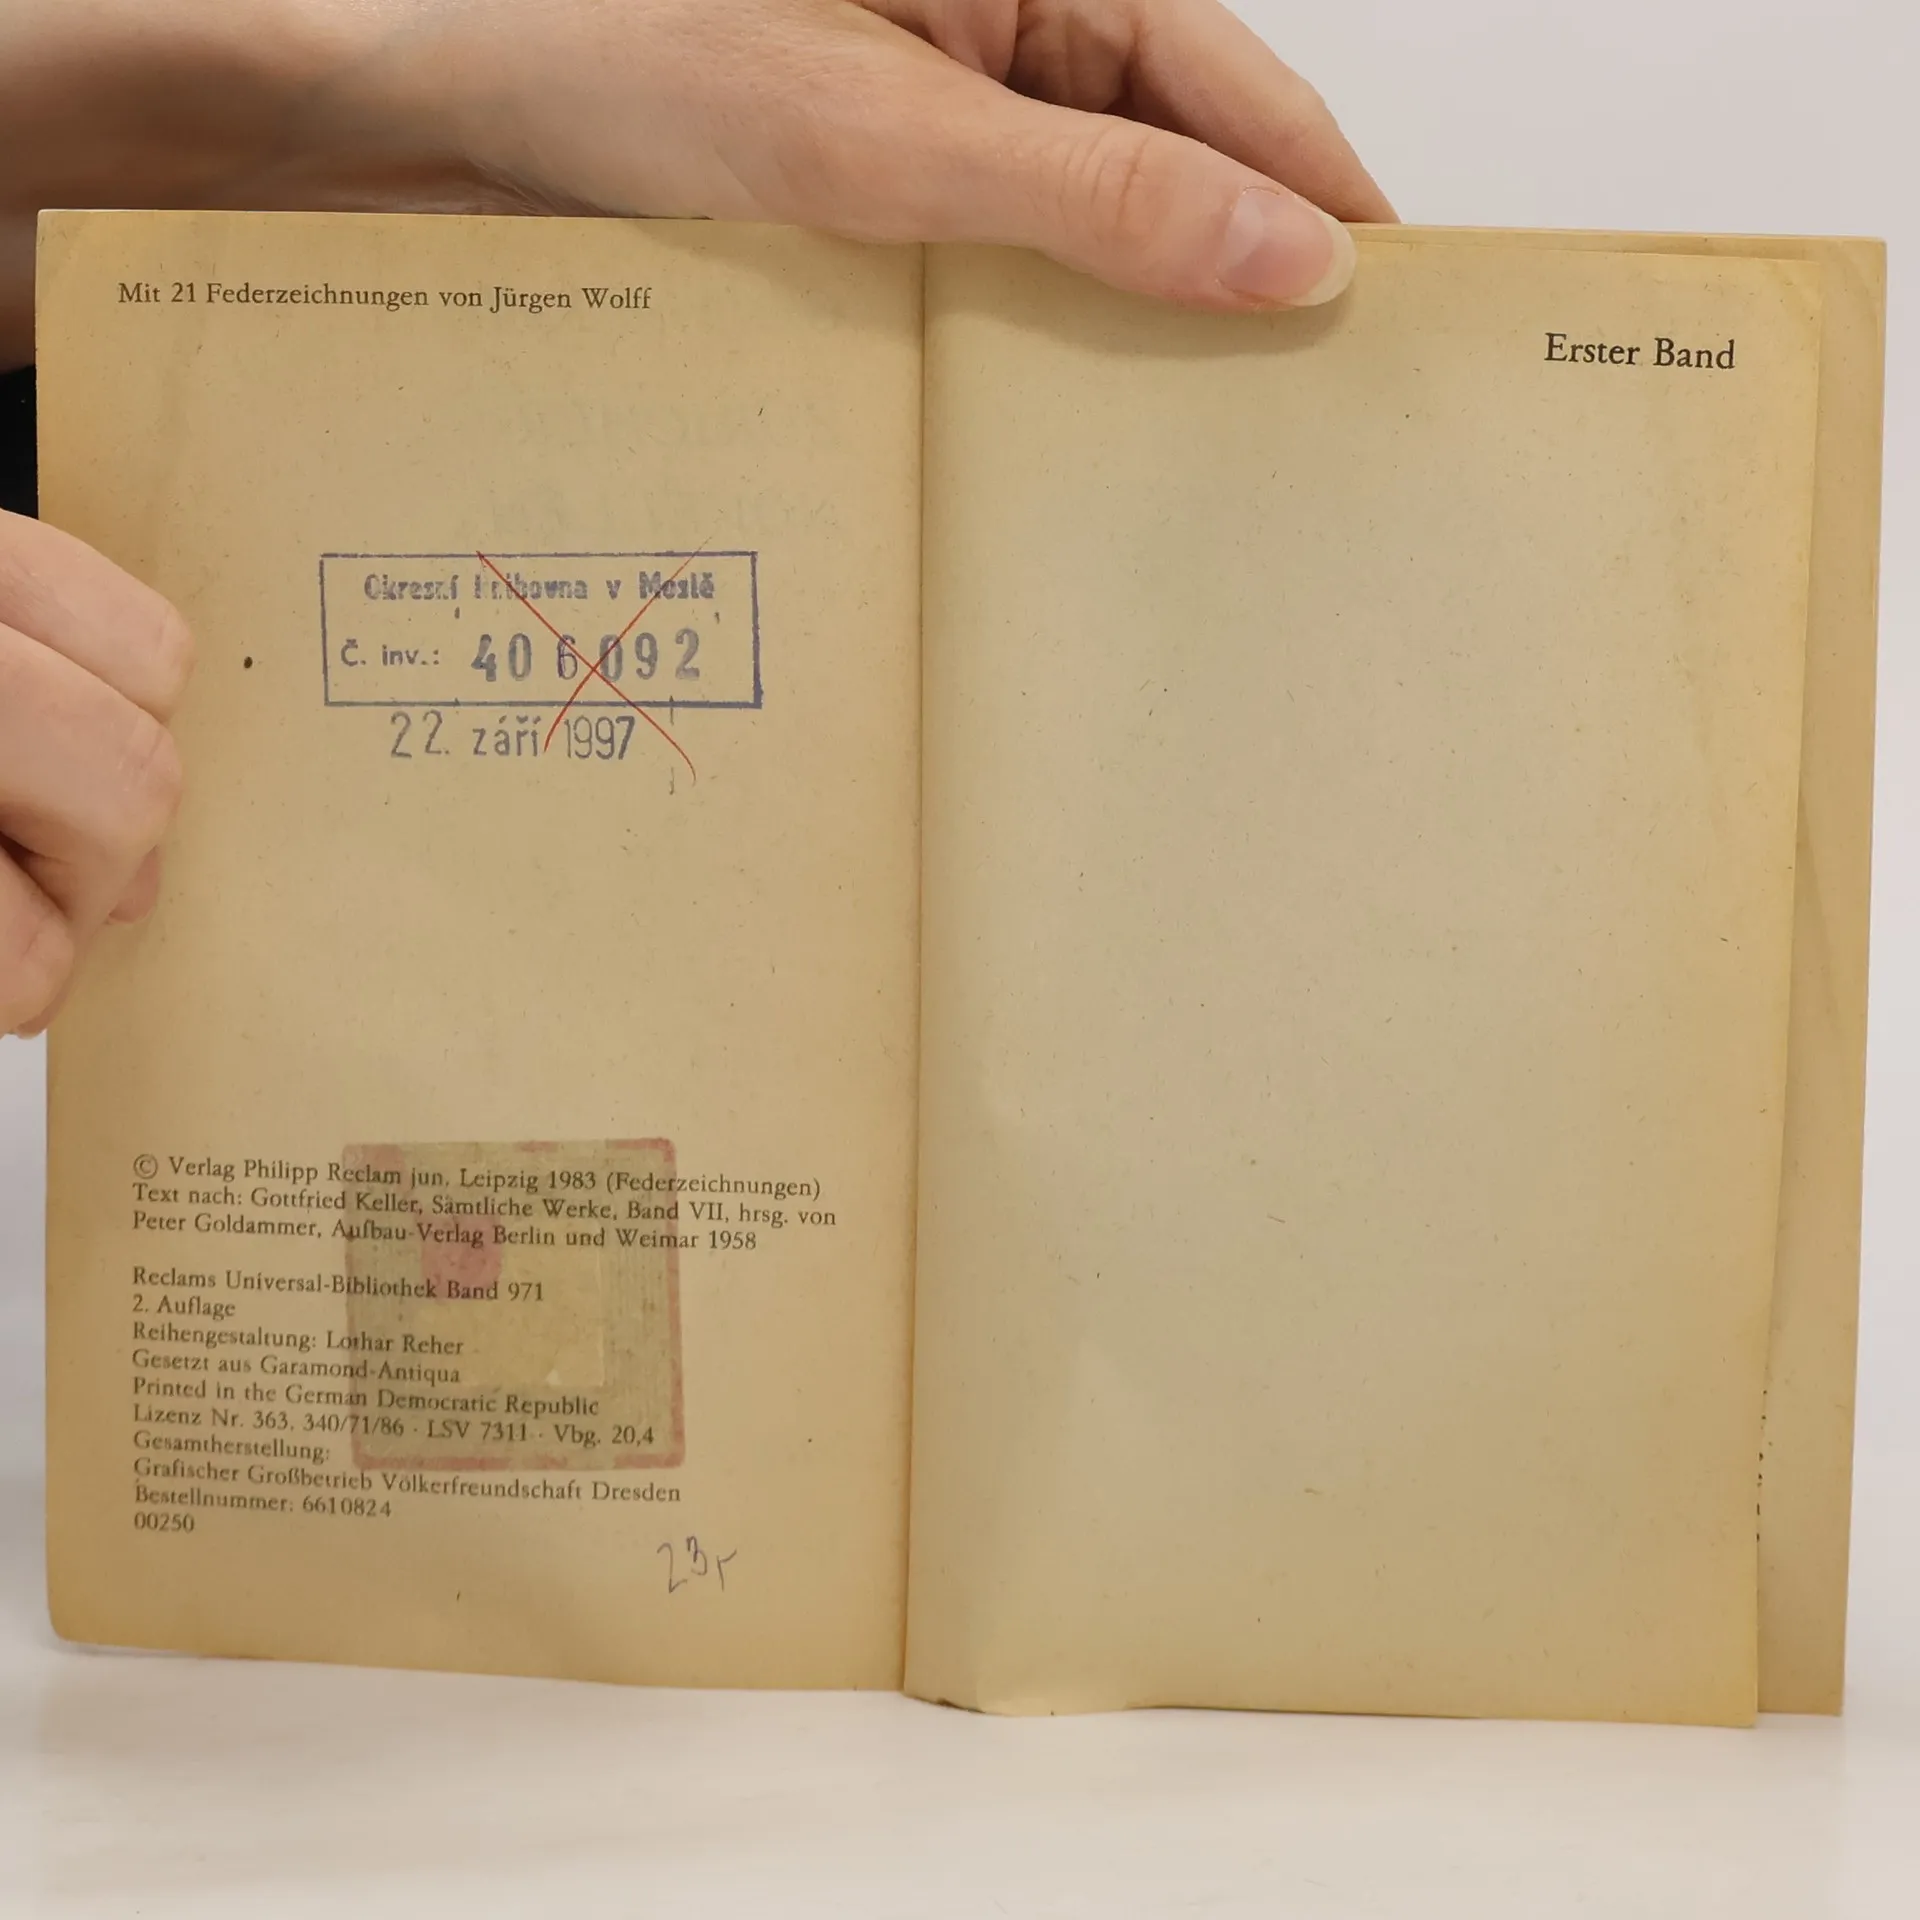 Mit 21 Federzeichnungen von Jürgen Wolff
Okresní knihovna v Mostě
Č. inv.: 406092
22. září 1997
© Verlag Philipp Reclam jun. Leipzig 1983 (Federzeichnungen)
Text nach: Gottfried Keller, Sämtliche Werke, Band VII, hrsg. von
Peter Goldammer, Aufbau-Verlag Berlin und Weimar 1958
Reclams Universal-Bibliothek Band 971
2. Auflage
Reihengestaltung: Lothar Reher
Gesetzt aus Garamond-Antiqua
Printed in the German Democratic Republic
Lizenz Nr. 363. 340/71/86 · LSV 7311 · Vbg. 20,4
Gesamtherstellung:
Grafischer Großbetrieb Völkerfreundschaft Dresden
Bestellnummer: 6610824
00250
Erster Band